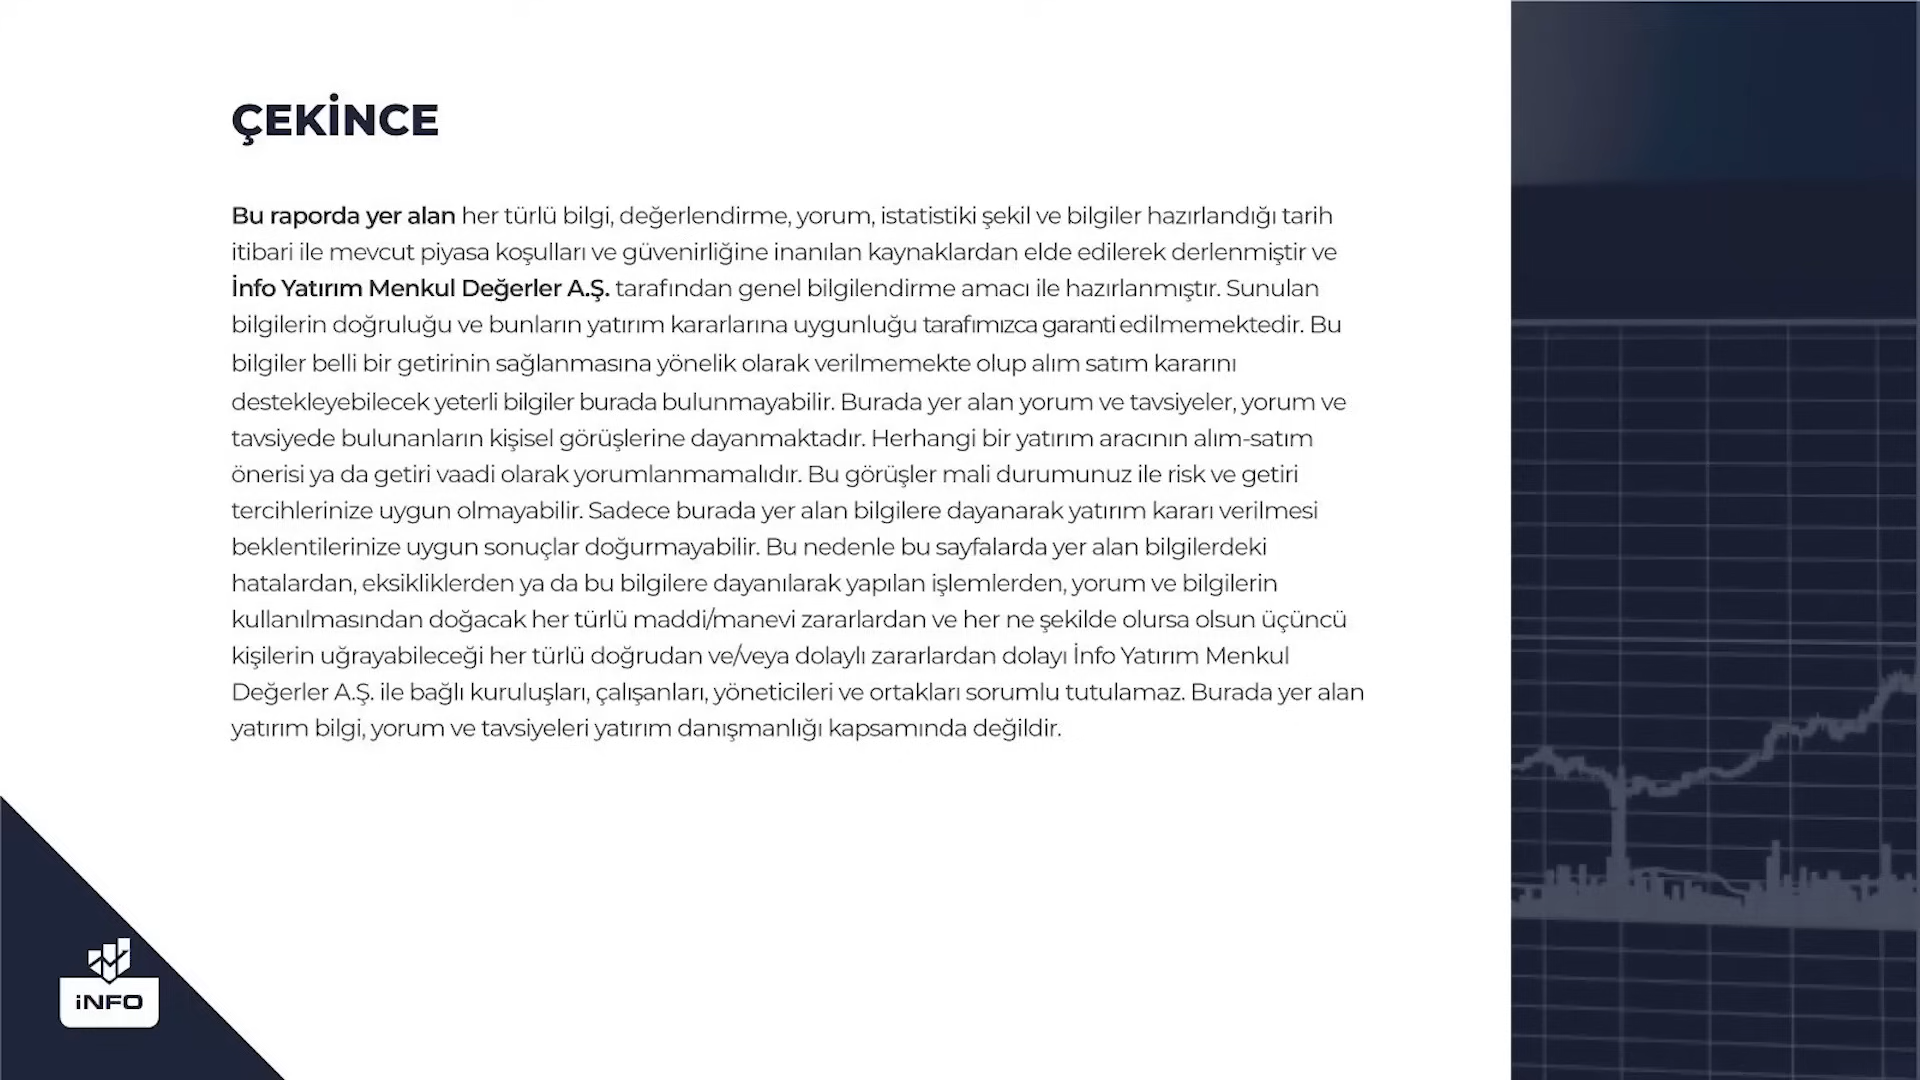 ÇEKİNCE
Bu raporda yer alan her türlü bilgi, değerlendirme, yorum, istatistiki şekil ve bilgiler hazırlandığı tarih
itibari ile mevcut piyasa koşulları ve güvenirliğine inanılan kaynaklardan elde edilerek derlenmiştir ve
İnfo Yatırım Menkul Değerler A.Ş. tarafından genel bilgilendirme amacı ile hazırlanmıştır. Sunulan
bilgilerin doğruluğu ve bunların yatırım kararlarına uygunluğu tarafımızca garanti edilmemektedir. Bu
bilgiler belli bir getirinin sağlanmasına yönelik olarak verilmemekte olup alım satım kararını
destekleyebilecek yeterli bilgiler burada bulunmayabilir. Burada yer alan yorum ve tavsiyeler, yorum ve
tavsiyede bulunanların kişisel görüşlerine dayanmaktadır. Herhangi bir yatırım aracının alım-satım
önerisi ya da getiri vaadi olarak yorumlanmamalıdır. Bu görüşler mali durumunuz ile risk ve getiri
tercihlerinize uygun olmayabilir. Sadece burada yer alan bilgilere dayanarak yatırım kararı verilmesi
beklentilerinize uygun sonuçlar doğurmayabilir. Bu nedenle bu sayfalarda yer alan bilgilerdeki
hatalardan, eksikliklerden ya da bu bilgilere dayanılarak yapılan işlemlerden, yorum ve bilgilerin
kullanılmasından doğacak her türlü maddi/manevi zararlardan ve her ne şekilde olursa olsun üçüncü
kişilerin uğrayabileceği her türlü doğrudan ve/veya dolaylı zararlardan dolayı İnfo Yatırım Menkul
Değerler A.Ş. ile bağlı kuruluşları, çalışanları, yöneticileri ve ortakları sorumlu tutulamaz. Burada yer alan
yatırım bilgi, yorum ve tavsiyeleri yatırım danışmanlığı kapsamında değildir.
iNFO